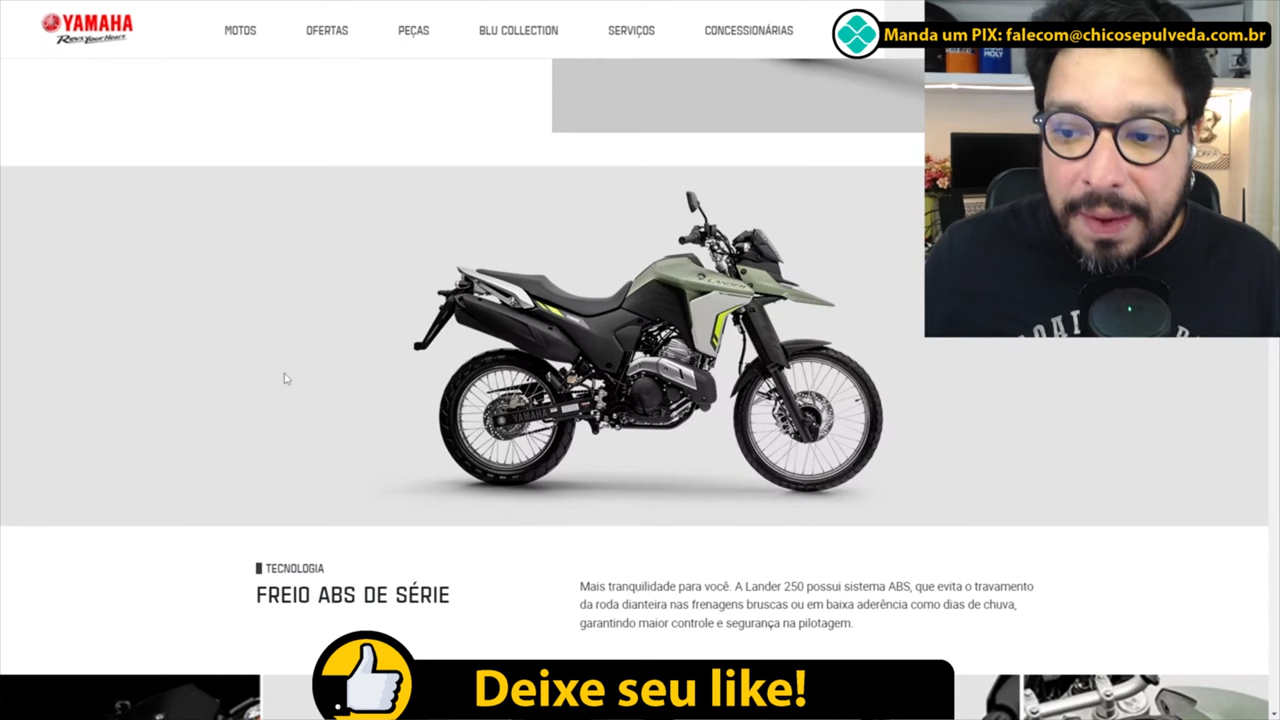 YAMAHA
Revs Your Heart
MOTOS
OFERTAS
PEÇAS
BLU COLLECTION
SERVIÇOS
CONCESSIONÁRIAS
Manda um PIX: falecom@chicosepulveda.com.br
LANDER
YAMAHA
TECNOLOGIA
FREIO ABS DE SÉRIE
Mais tranquilidade para você. A Lander 250 possui sistema ABS, que evita o travamento
da roda dianteira nas frenagens bruscas ou em baixa aderência como dias de chuva,
garantindo maior controle e segurança na pilotagem.
Deixe seu like!